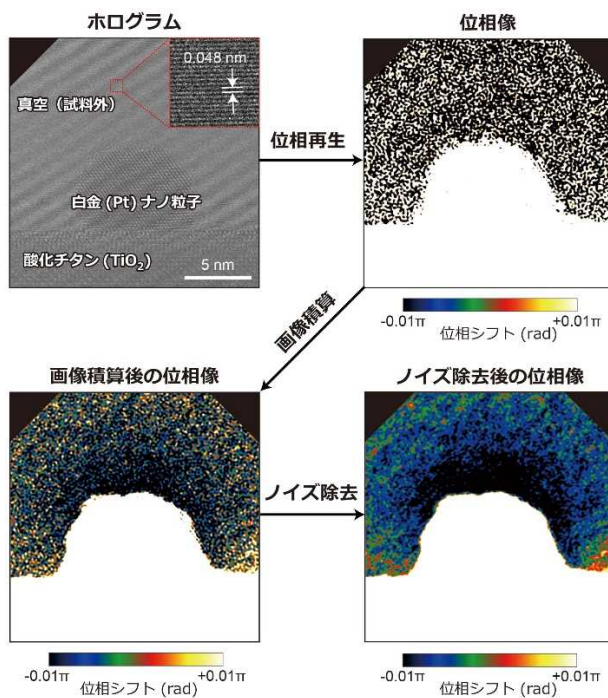 ホログラム
0.048 nm
真空（試料外）
白金 (Pt) ナノ粒子
酸化チタン (TiO₂)
5 nm
位相再生
位相像
-0.01π
+0.01π
位相シフト (rad)
画像積算
画像積算後の位相像
-0.01π
+0.01π
位相シフト (rad)
ノイズ除去
ノイズ除去後の位相像
-0.01π
+0.01π
位相シフト (rad)